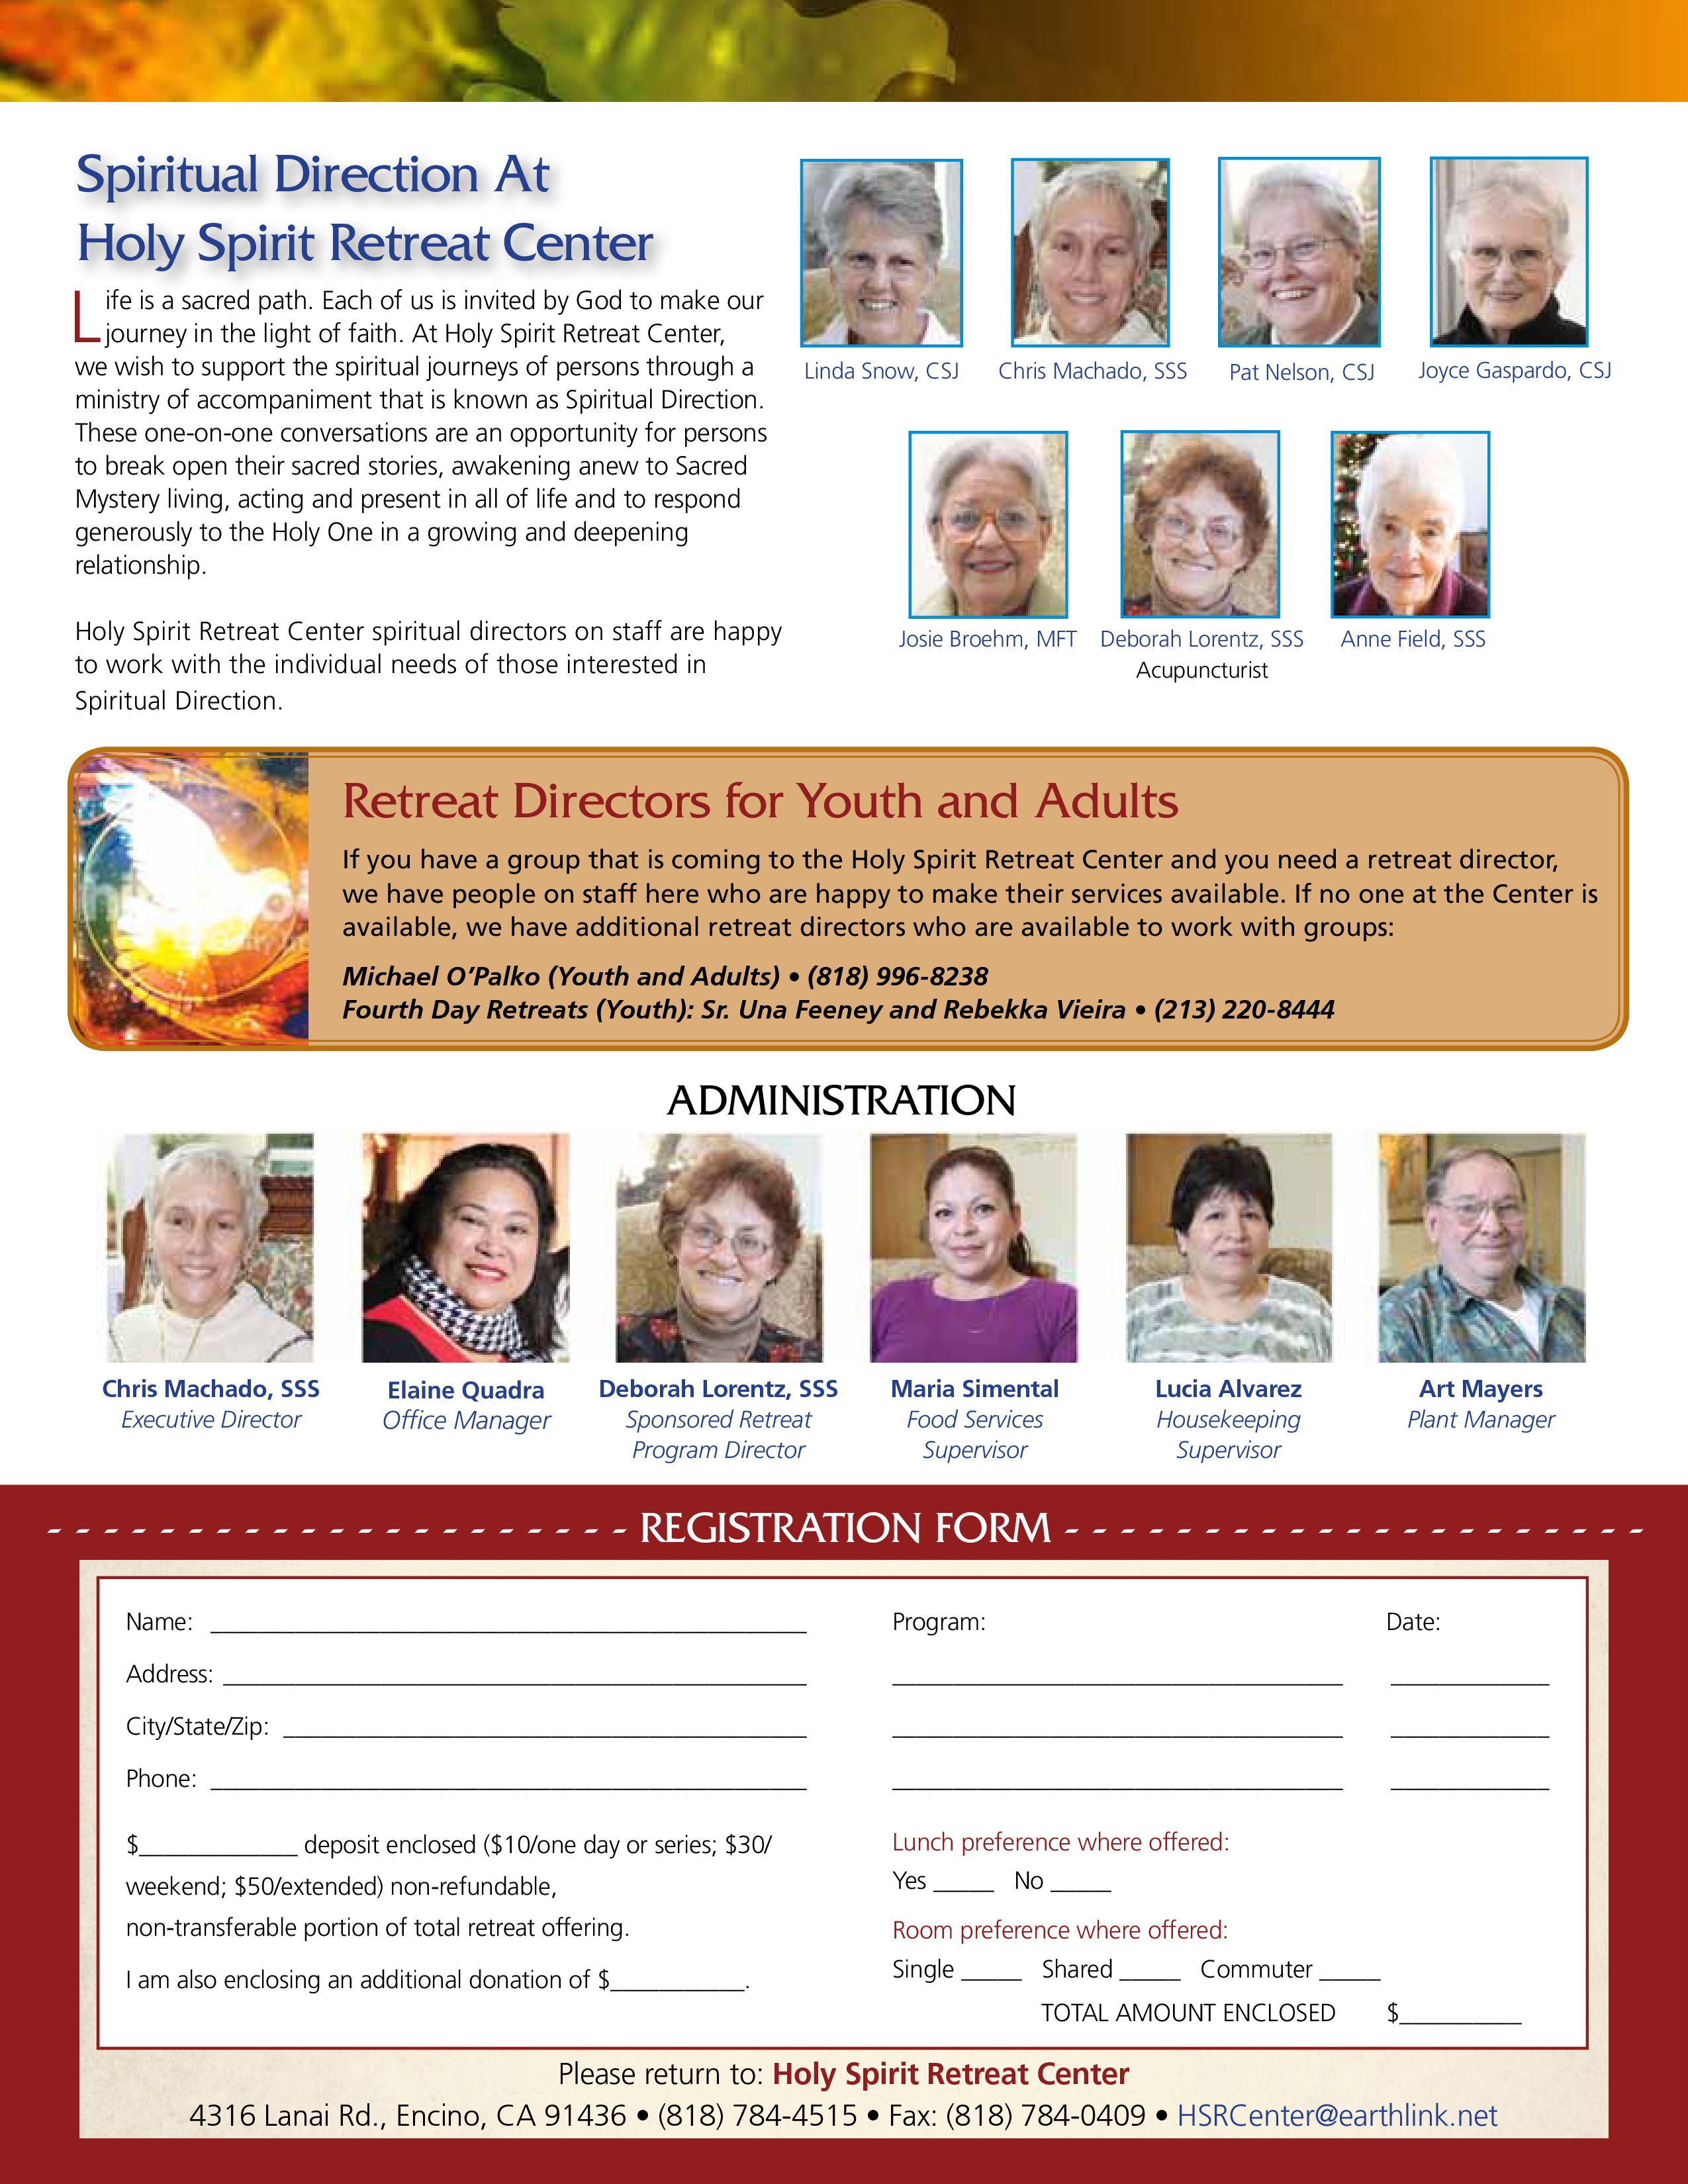 Spiritual Direction At
Holy Spirit Retreat Center
Life is a sacred path. Each of us is invited by God to make our
journey in the light of faith. At Holy Spirit Retreat Center,
we wish to support the spiritual journeys of persons through a
ministry of accompaniment that is known as Spiritual Direction.
These one-on-one conversations are an opportunity for persons
to break open their sacred stories, awakening anew to Sacred
Mystery living, acting and present in all of life and to respond
generously to the Holy One in a growing and deepening
relationship.
Holy Spirit Retreat Center spiritual directors on staff are happy
to work with the individual needs of those interested in
Spiritual Direction.
Linda Snow, CSJ
Chris Machado, SSS
Pat Nelson, CSJ
Joyce Gaspardo, CSJ
Josie Broehm, MFT
Deborah Lorentz, SSS
Acupuncturist
Anne Field, SSS
Retreat Directors for Youth and Adults
If you have a group that is coming to the Holy Spirit Retreat Center and you need a retreat director,
we have people on staff here who are happy to make their services available. If no one at the Center is
available, we have additional retreat directors who are available to work with groups:
Michael O’Palko (Youth and Adults) • (818) 996-8238
Fourth Day Retreats (Youth): Sr. Una Feeney and Rebekka Vieira • (213) 220-8444
ADMINISTRATION
Chris Machado, SSS
Executive Director
Elaine Quadra
Office Manager
Deborah Lorentz, SSS
Sponsored Retreat
Program Director
Maria Simental
Food Services
Supervisor
Lucia Alvarez
Housekeeping
Supervisor
Art Mayers
Plant Manager
REGISTRATION FORM
Name: ____________
Address: ____________
City/State/Zip: ____________
Phone: ____________
$____________ deposit enclosed ($10/one day or series; $30/
weekend; $50/extended) non-refundable,
non-transferable portion of total retreat offering.
I am also enclosing an additional donation of $__________.
Program:
Date:
Lunch preference where offered:
Yes _____ No _____
Room preference where offered:
Single _____ Shared _____ Commuter _____
TOTAL AMOUNT ENCLOSED $__________
Please return to: Holy Spirit Retreat Center
4316 Lanai Rd., Encino, CA 91436 • (818) 784-4515 • Fax: (818) 784-0409 • HSRCenter@earthlink.net